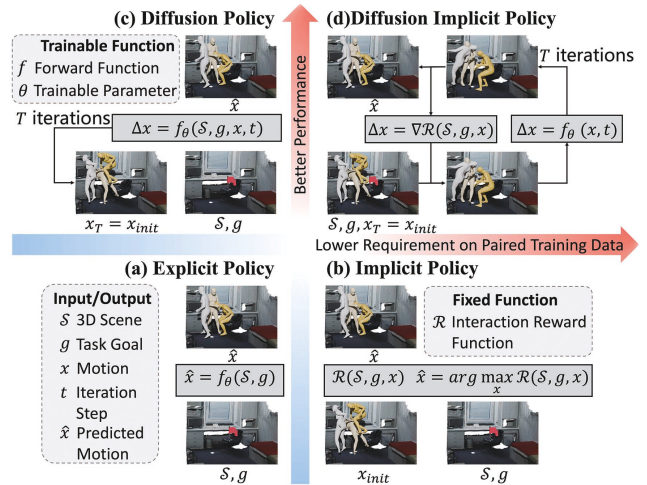 (c) Diffusion Policy
Trainable Function
f Forward Function
θ Trainable Parameter
x̂
T iterations
Δx = f_θ(𝒮, g, x, t)
x_T = x_init
𝒮, g
Better Performance
(d)Diffusion Implicit Policy
T iterations
x̂
Δx = ∇ℛ(𝒮, g, x)
Δx = f_θ (x, t)
𝒮, g, x_T = x_init
Lower Requirement on Paired Training Data
(a) Explicit Policy
Input/Output
𝒮 3D Scene
g Task Goal
x Motion
t Iteration
Step
x̂ Predicted
Motion
x̂
x̂ = f_θ(𝒮, g)
𝒮, g
(b) Implicit Policy
Fixed Function
ℛ Interaction Reward
Function
x̂
ℛ(𝒮, g, x) x̂ = arg max_x ℛ(𝒮, g, x)
x_init
𝒮, g